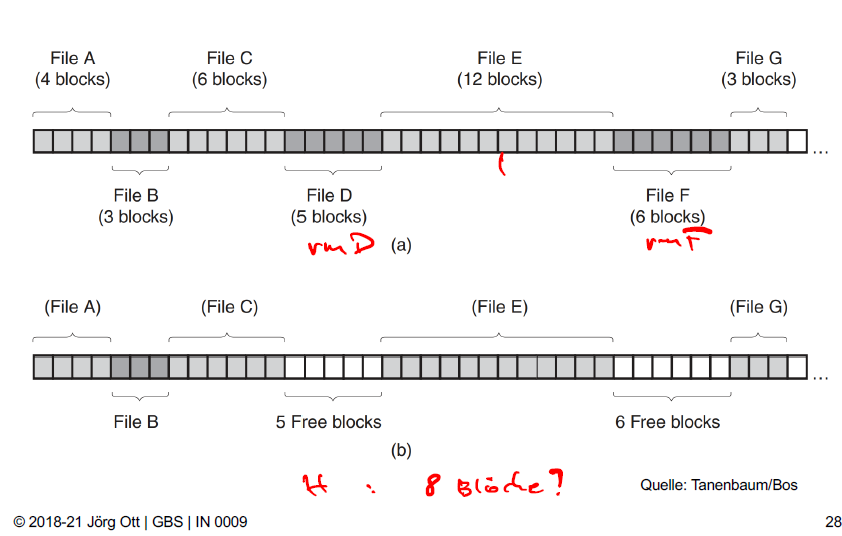 File A File C File E File G
(4 blocks) (6 blocks) (12 blocks) (3 blocks)
...
File B File D File F
(3 blocks) (5 blocks) (6 blocks)
rm D (a) rm F
(File A) (File C) (File E) (File G)
...
File B 5 Free blocks 6 Free blocks
(b)
H : 8 Blöcke?
Quelle: Tanenbaum/Bos
© 2018-21 Jörg Ott | GBS | IN 0009 28